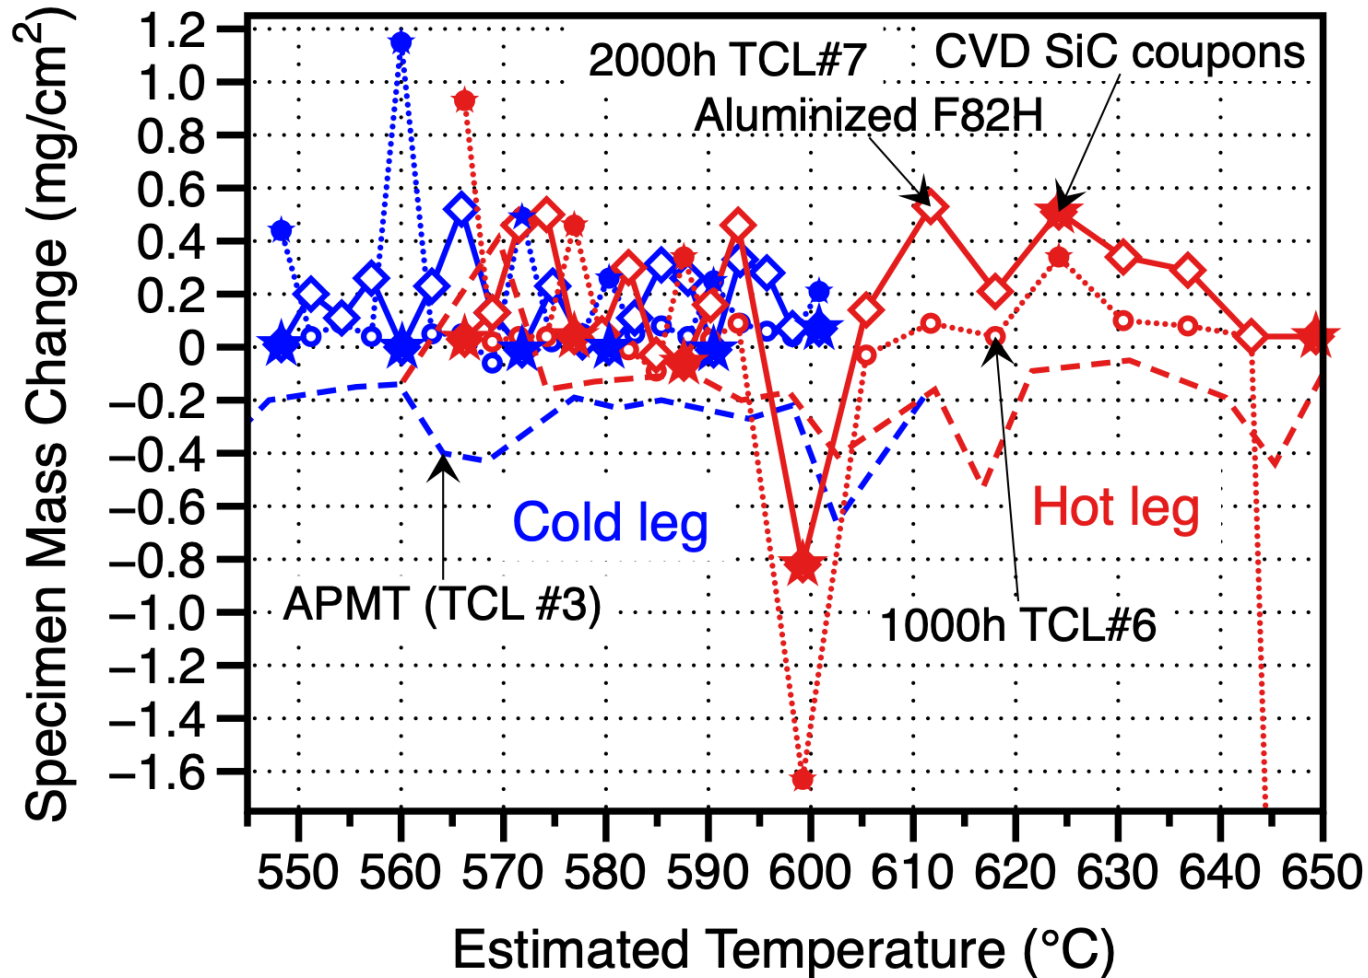 Specimen Mass Change (mg/cm²)
1.2
1.0
0.8
0.6
0.4
0.2
0
−0.2
−0.4
−0.6
−0.8
−1.0
−1.2
−1.4
−1.6
2000h TCL#7
CVD SiC coupons
Aluminized F82H
Cold leg
Hot leg
APMT (TCL #3)
1000h TCL#6
550 560 570 580 590 600 610 620 630 640 650
Estimated Temperature (°C)